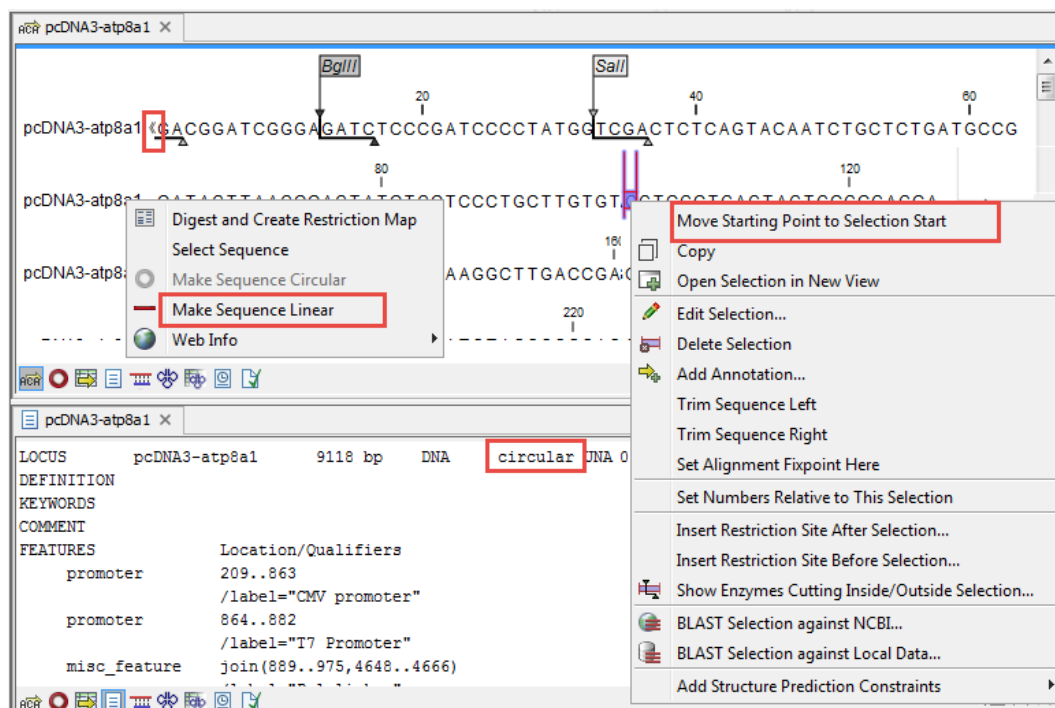 pcDNA3-atp8a1
BglII SalI
20 40 60
pcDNA3-atp8a1 GACGGATCGGGAGATCTCCCGATCCCCTATGGTCGACTCTCAGTACAATCTGCTCTGATGCCG
80 120
pcDNA3-atp8a1 TCCCTGCTTGTGT
160
pcDNA3-atp8 AAGGCTTGACCGA
220
Digest and Create Restriction Map
Select Sequence
Make Sequence Circular
Make Sequence Linear
Web Info
Move Starting Point to Selection Start
Copy
Open Selection in New View
Edit Selection...
Delete Selection
Add Annotation...
Trim Sequence Left
Trim Sequence Right
Set Alignment Fixpoint Here
Set Numbers Relative to This Selection
Insert Restriction Site After Selection...
Insert Restriction Site Before Selection...
Show Enzymes Cutting Inside/Outside Selection...
BLAST Selection against NCBI...
BLAST Selection against Local Data...
Add Structure Prediction Constraints
pcDNA3-atp8a1
LOCUS pcDNA3-atp8a1 9118 bp DNA circular UNA 0
DEFINITION
KEYWORDS
COMMENT
FEATURES Location/Qualifiers
promoter 209..863
/label="CMV promoter"
promoter 864..882
/label="T7 Promoter"
misc_feature join(889..975,4648..4666)